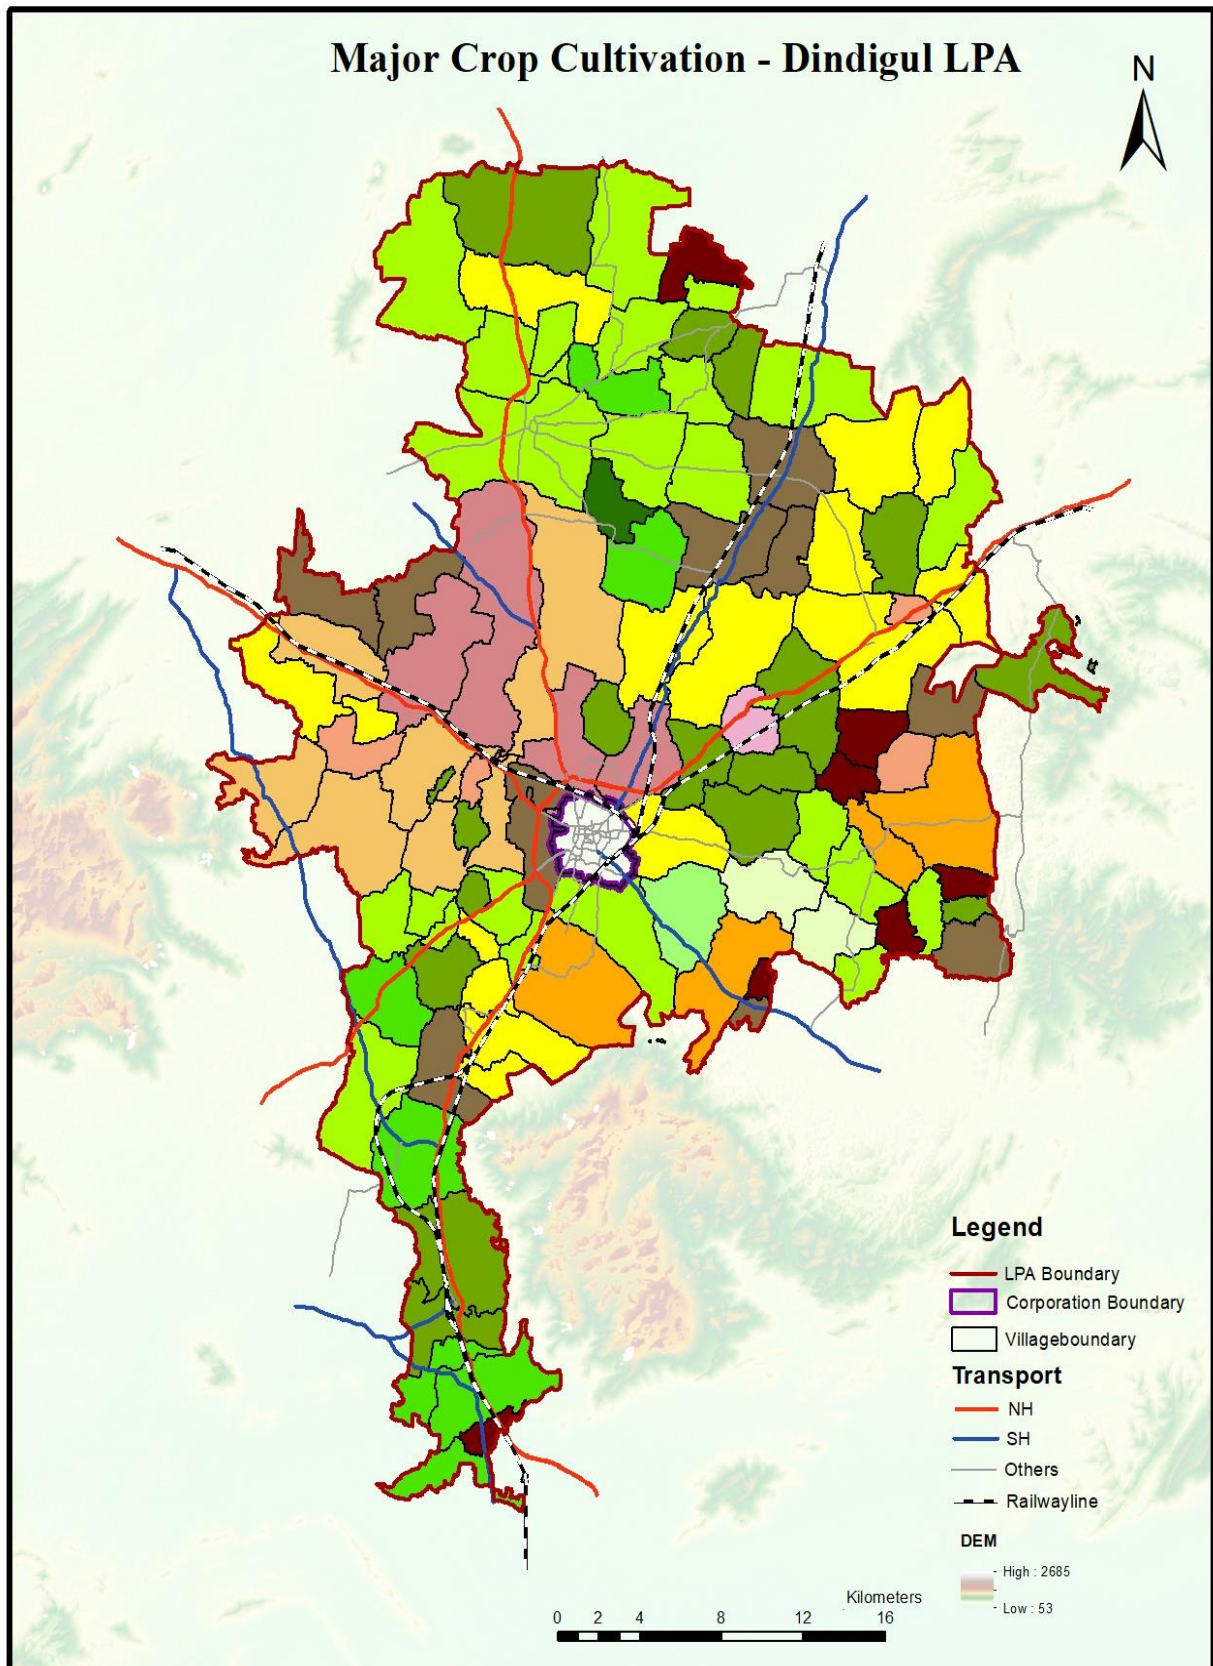 Major Crop Cultivation - Dindigul LPA
N
Legend
LPA Boundary
Corporation Boundary
Villageboundary
Transport
NH
SH
Others
Railwayline
DEM
High : 2685
Low : 53
Kilometers
0 2 4 8 12 16